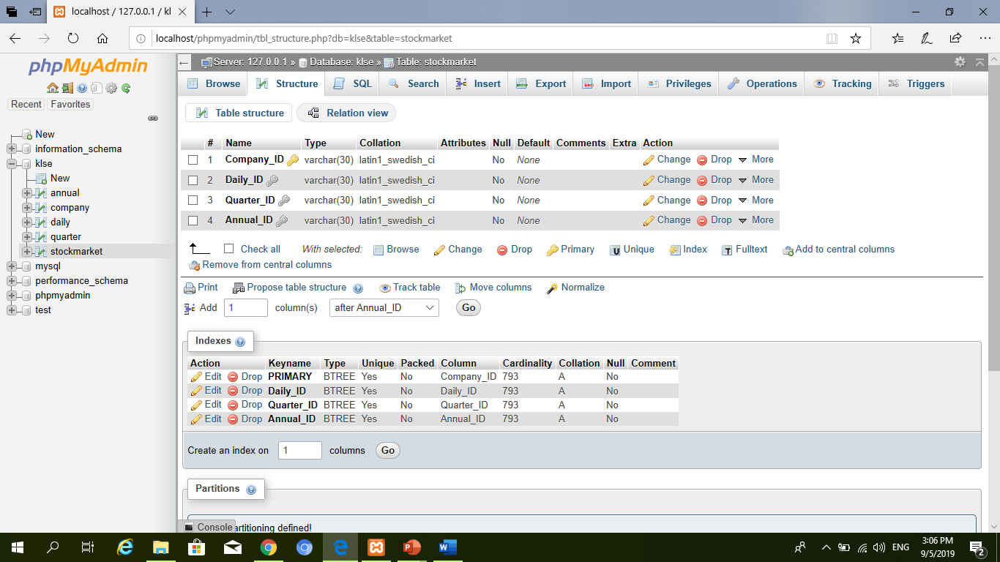 localhost / 127.0.0.1 / kl
localhost/phpmyadmin/tbl_structure.php?db=klse&table=stockmarket
phpMyAdmin
Recent Favorites
New
information_schema
klse
New
annual
company
daily
quarter
stockmarket
mysql
performance_schema
phpmyadmin
test
Server: 127.0.0.1 » Database: klse » Table: stockmarket
Browse Structure SQL Search Insert Export Import Privileges Operations Tracking Triggers
Table structure Relation view
# Name Type Collation Attributes Null Default Comments Extra Action
1 Company_ID varchar(30) latin1_swedish_ci No None Change Drop More
2 Daily_ID varchar(30) latin1_swedish_ci No None Change Drop More
3 Quarter_ID varchar(30) latin1_swedish_ci No None Change Drop More
4 Annual_ID varchar(30) latin1_swedish_ci No None Change Drop More
Check all With selected: Browse Change Drop Primary Unique Index Fulltext Add to central columns
Remove from central columns
Print Propose table structure Track table Move columns Normalize
Add 1 column(s) after Annual_ID Go
Indexes
Action Keyname Type Unique Packed Column Cardinality Collation Null Comment
Edit Drop PRIMARY BTREE Yes No Company_ID 793 A No
Edit Drop Daily_ID BTREE Yes No Daily_ID 793 A No
Edit Drop Quarter_ID BTREE Yes No Quarter_ID 793 A No
Edit Drop Annual_ID BTREE Yes No Annual_ID 793 A No
Create an index on 1 columns Go
Partitions
Console artitioning defined!
ENG
3:06 PM
9/5/2019
2